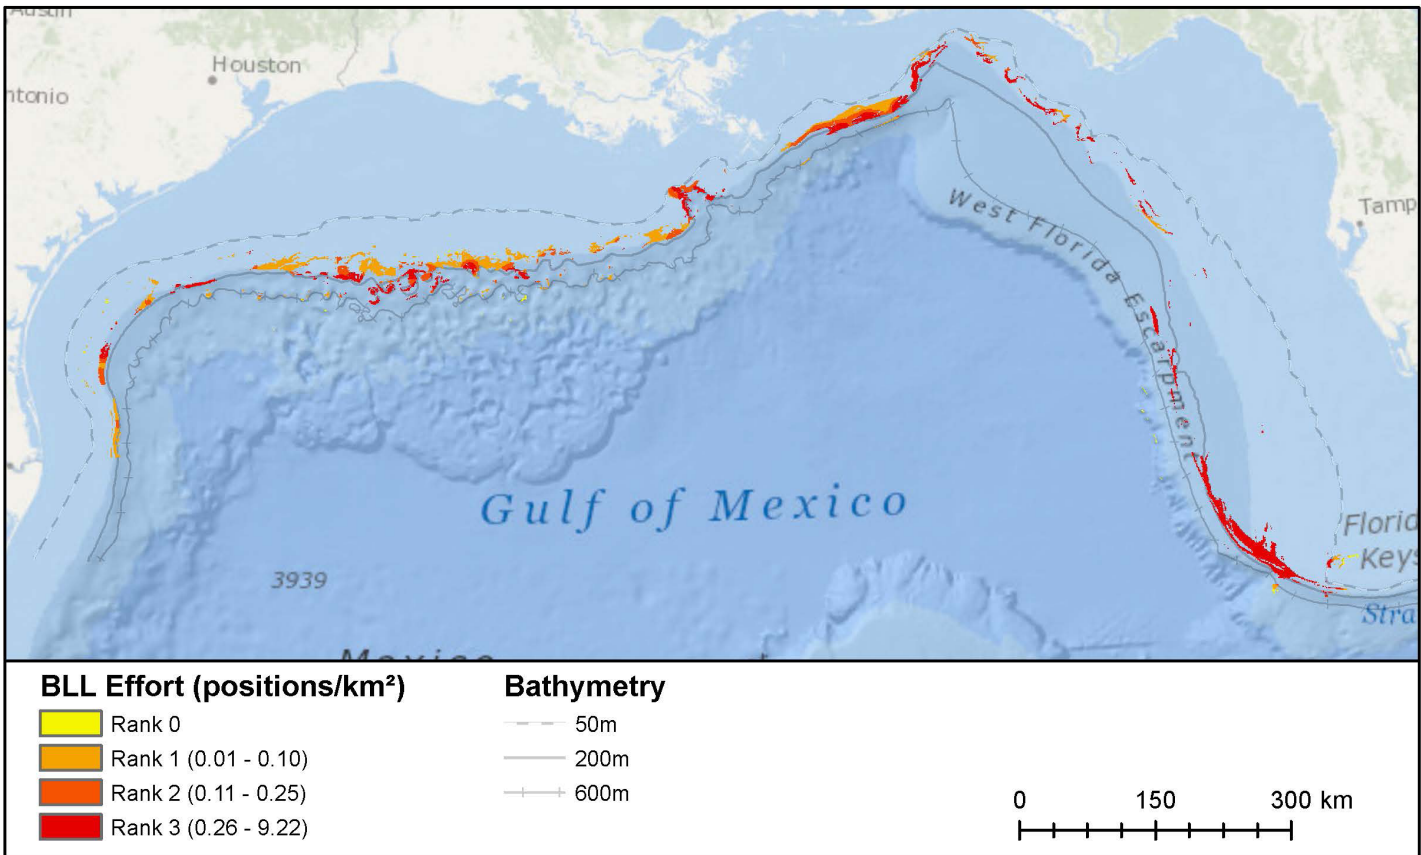 Austin
Houston
ntonio
Tamp
West Florida Escarpment
Gulf of Mexico
Florid
Keys
3939
Stra
Mexico
BLL Effort (positions/km²)
Rank 0
Rank 1 (0.01 - 0.10)
Rank 2 (0.11 - 0.25)
Rank 3 (0.26 - 9.22)
Bathymetry
50m
200m
600m
0 150 300 km